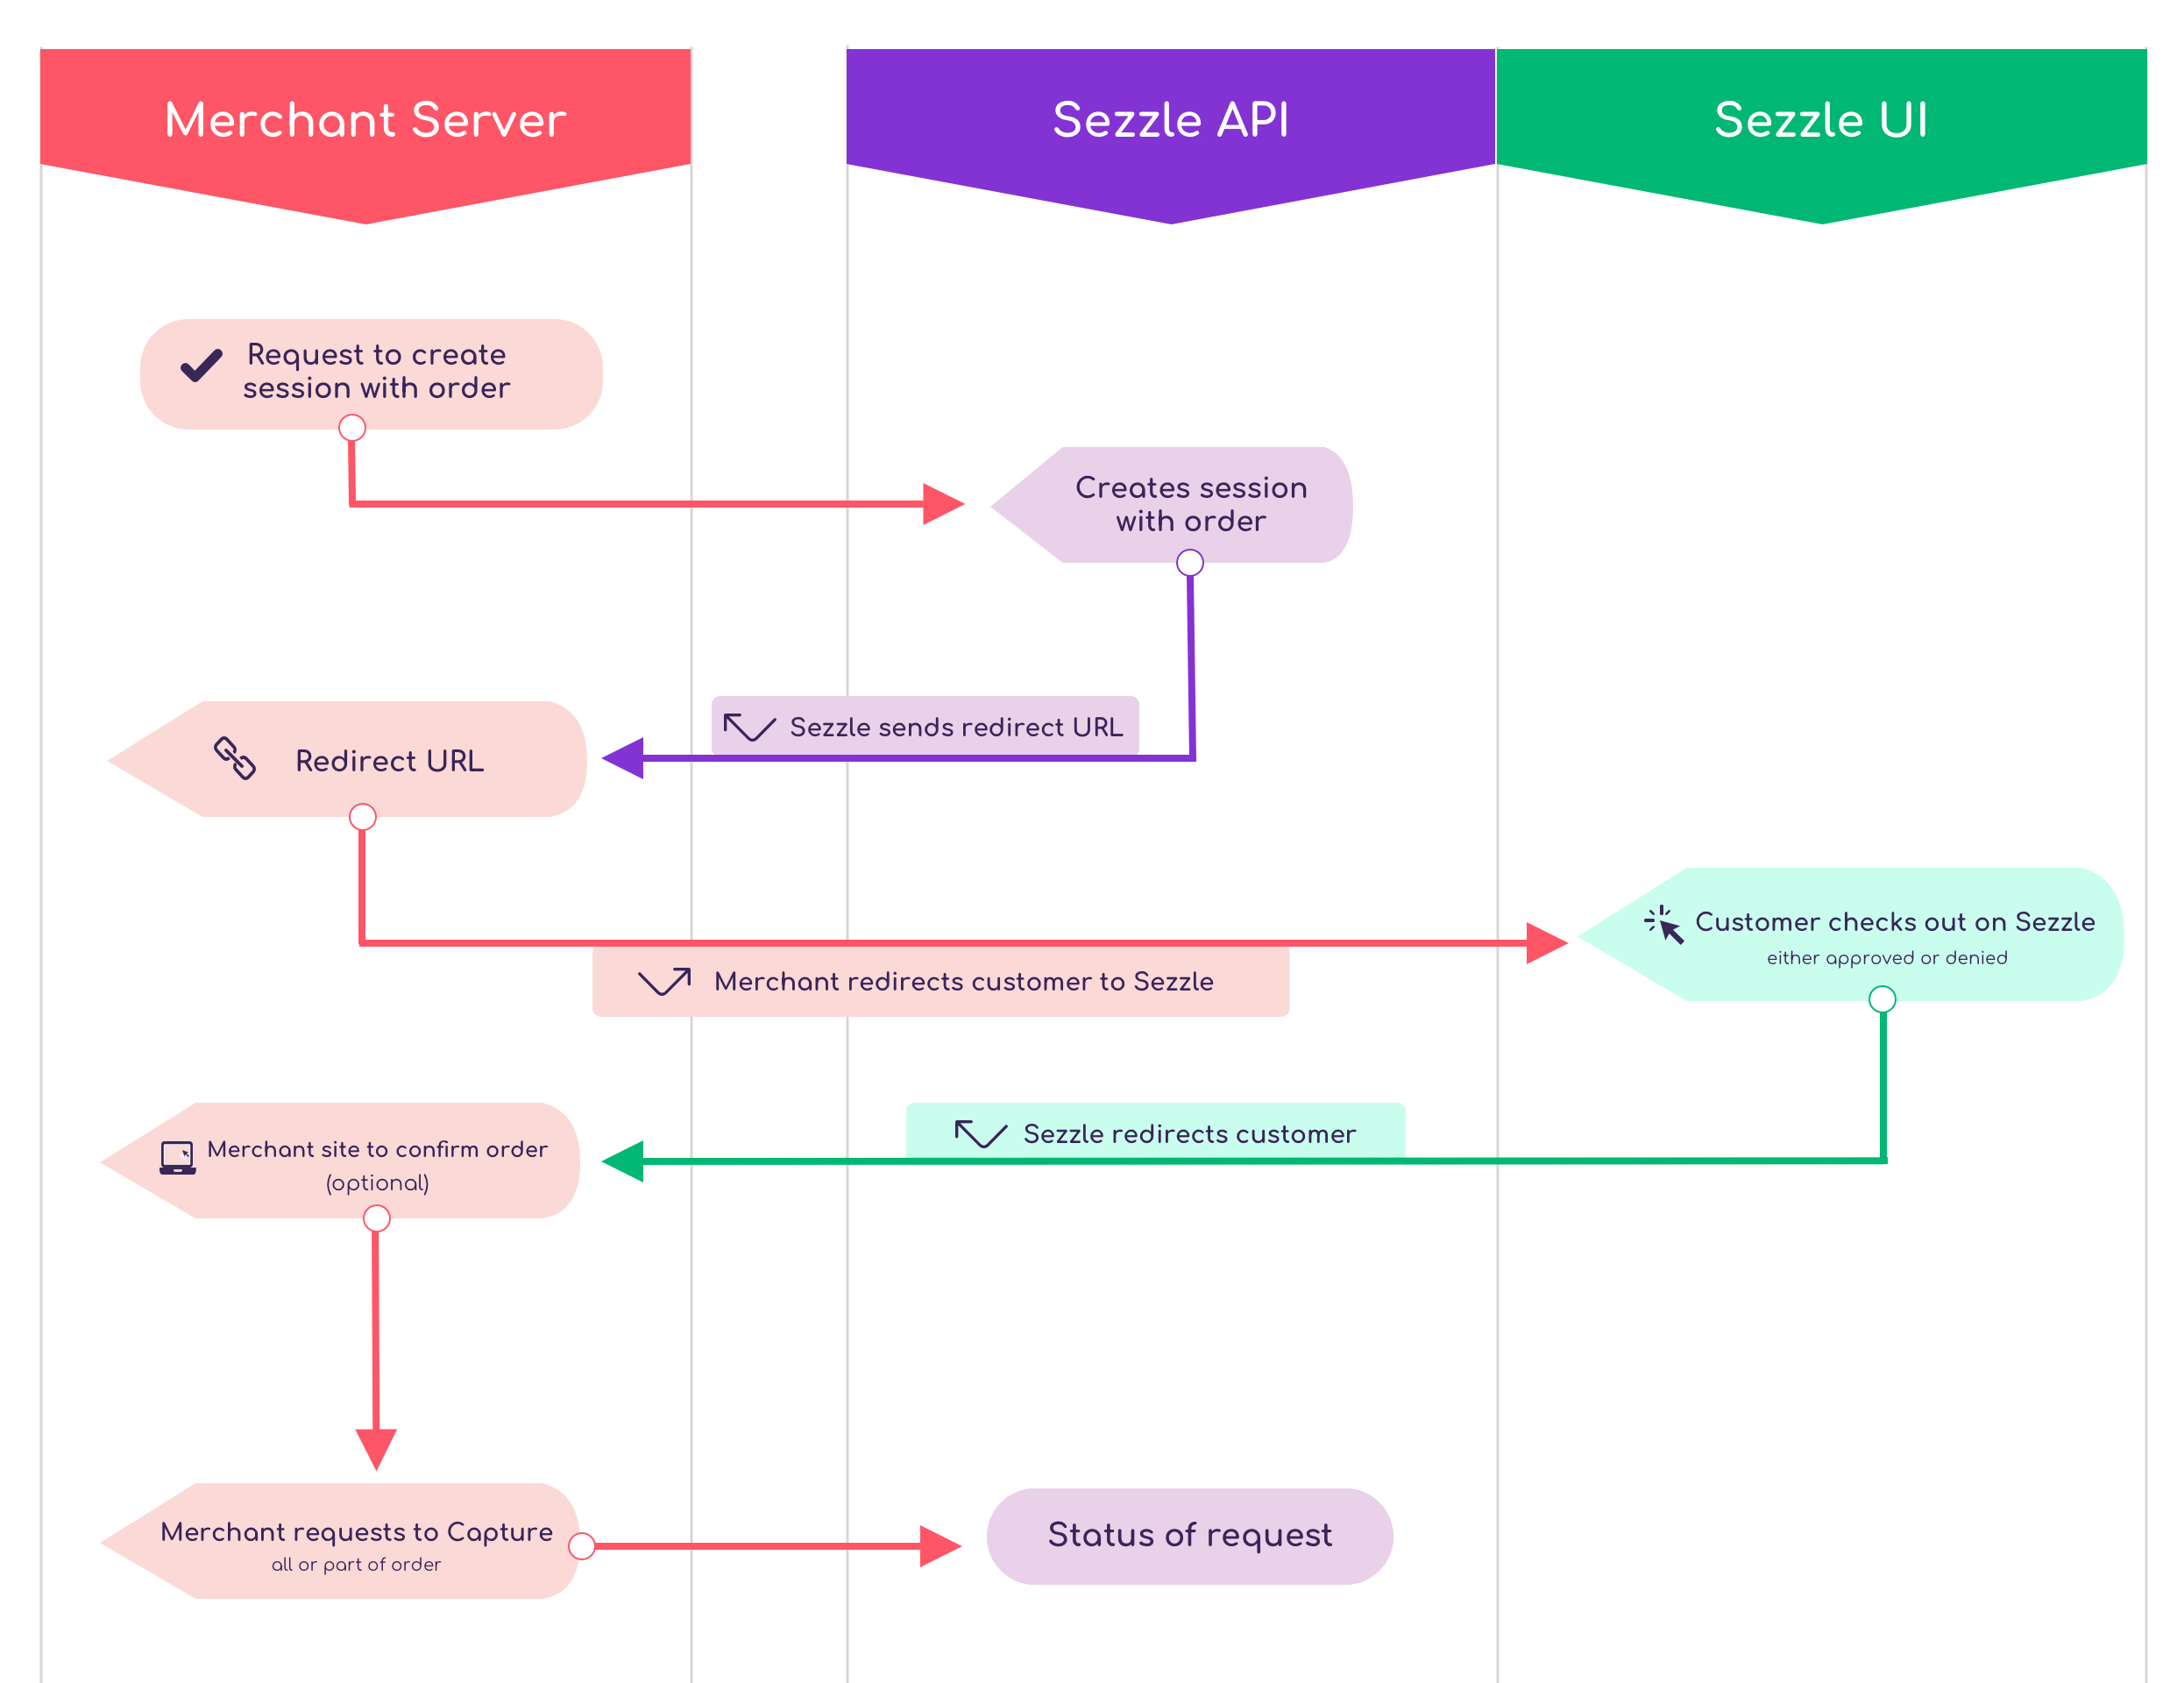 Merchant Server
Sezzle API
Sezzle UI
Request to create
session with order
Creates session
with order
Sezzle sends redirect URL
Redirect URL
Customer checks out on Sezzle
either approved or denied
Merchant redirects customer to Sezzle
Sezzle redirects customer
Merchant site to confirm order
(optional)
Merchant requests to Capture
all or part of order
Status of request